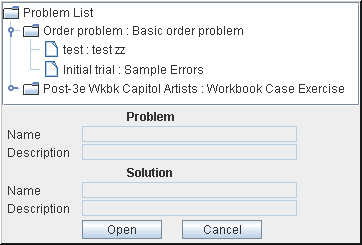 Problem List
Order problem : Basic order problem
test : test zz
Initial trial : Sample Errors
Post-3e Wkbk Capitol Artists : Workbook Case Exercise
Problem
Name
Description
Solution
Name
Description
Open Cancel